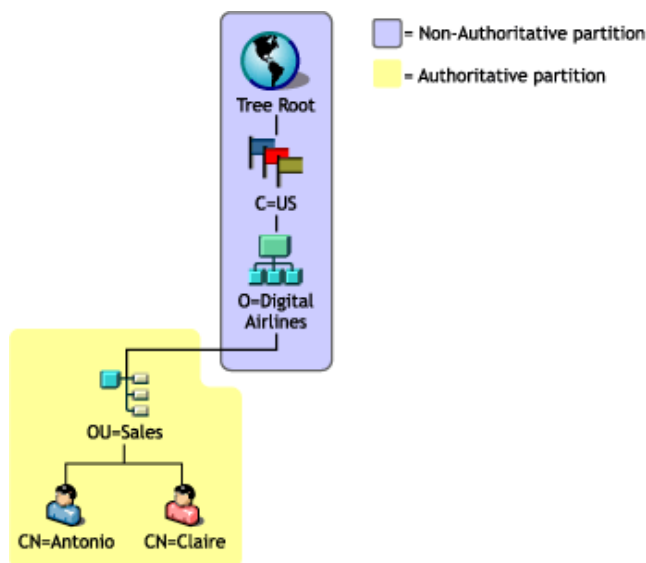 = Non-Authoritative partition
= Authoritative partition
Tree Root
C=US
O=Digital
Airlines
OU=Sales
CN=Antonio
CN=Claire